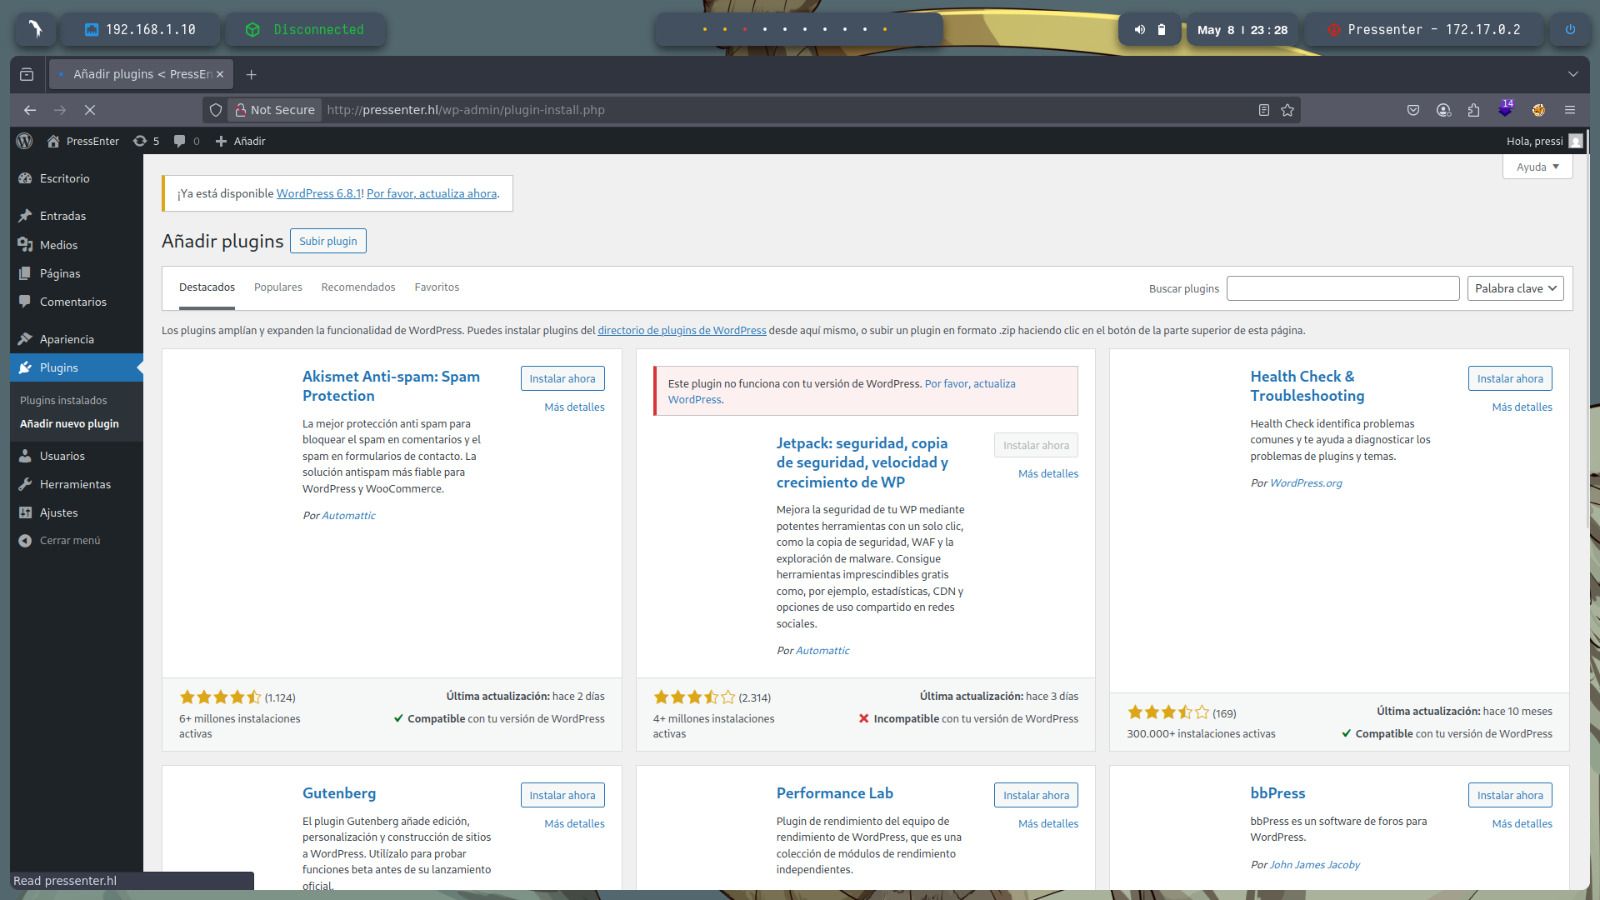 192.168.1.10
Disconnected
May 8 | 23:28
Pressenter - 172.17.0.2
Añadir plugins < PressEn
Not Secure
http://pressenter.hl/wp-admin/plugin-install.php
14
PressEnter
5
0
Añadir
Hola, pressi
Escritorio
Entradas
Medios
Páginas
Comentarios
Apariencia
Plugins
Plugins instalados
Añadir nuevo plugin
Usuarios
Herramientas
Ajustes
Cerrar menú
Ayuda
¡Ya está disponible WordPress 6.8.1! Por favor, actualiza ahora.
Añadir plugins
Subir plugin
Destacados
Populares
Recomendados
Favoritos
Buscar plugins
Palabra clave
Los plugins amplían y expanden la funcionalidad de WordPress. Puedes instalar plugins del directorio de plugins de WordPress desde aquí mismo, o subir un plugin en formato .zip haciendo clic en el botón de la parte superior de esta página.
Akismet Anti-spam: Spam
Protection
Instalar ahora
Más detalles
La mejor protección anti spam para
bloquear el spam en comentarios y el
spam en formularios de contacto. La
solución antispam más fiable para
WordPress y WooCommerce.
Por Automattic
(1.124)
6+ millones instalaciones
activas
Última actualización: hace 2 días
Compatible con tu versión de WordPress
Este plugin no funciona con tu versión de WordPress. Por favor, actualiza
WordPress.
Jetpack: seguridad, copia
de seguridad, velocidad y
crecimiento de WP
Instalar ahora
Más detalles
Mejora la seguridad de tu WP mediante
potentes herramientas con un solo clic,
como la copia de seguridad, WAF y la
exploración de malware. Consigue
herramientas imprescindibles gratis
como, por ejemplo, estadísticas, CDN y
opciones de uso compartido en redes
sociales.
Por Automattic
(2.314)
4+ millones instalaciones
activas
Última actualización: hace 3 días
Incompatible con tu versión de WordPress
Health Check &
Troubleshooting
Instalar ahora
Más detalles
Health Check identifica problemas
comunes y te ayuda a diagnosticar los
problemas de plugins y temas.
Por WordPress.org
(169)
300.000+ instalaciones activas
Última actualización: hace 10 meses
Compatible con tu versión de WordPress
Gutenberg
Instalar ahora
Más detalles
El plugin Gutenberg añade edición,
personalización y construcción de sitios
a WordPress. Utilízalo para probar
funciones beta antes de su lanzamiento
oficial.
Performance Lab
Instalar ahora
Más detalles
Plugin de rendimiento del equipo de
rendimiento de WordPress, que es una
colección de módulos de rendimiento
independientes.
bbPress
Instalar ahora
Más detalles
bbPress es un software de foros para
WordPress.
Por John James Jacoby
Read pressenter.hl